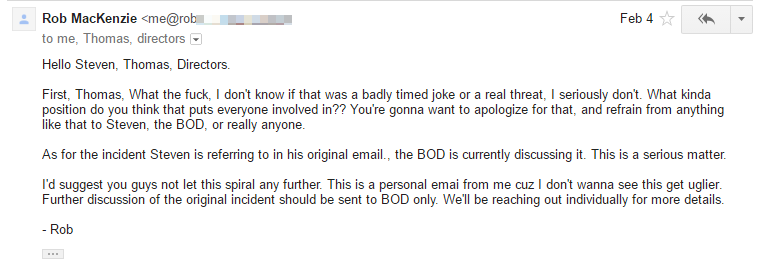 Rob MacKenzie <me@rob
Feb 4
to me, Thomas, directors
Hello Steven, Thomas, Directors.
First, Thomas, What the fuck, I don't know if that was a badly timed joke or a real threat, I seriously don't. What kinda
position do you think that puts everyone involved in?? You're gonna want to apologize for that, and refrain from anything
like that to Steven, the BOD, or really anyone.
As for the incident Steven is referring to in his original email., the BOD is currently discussing it. This is a serious matter.
I'd suggest you guys not let this spiral any further. This is a personal emai from me cuz I don't wanna see this get uglier.
Further discussion of the original incident should be sent to BOD only. We'll be reaching out individually for more details.
- Rob